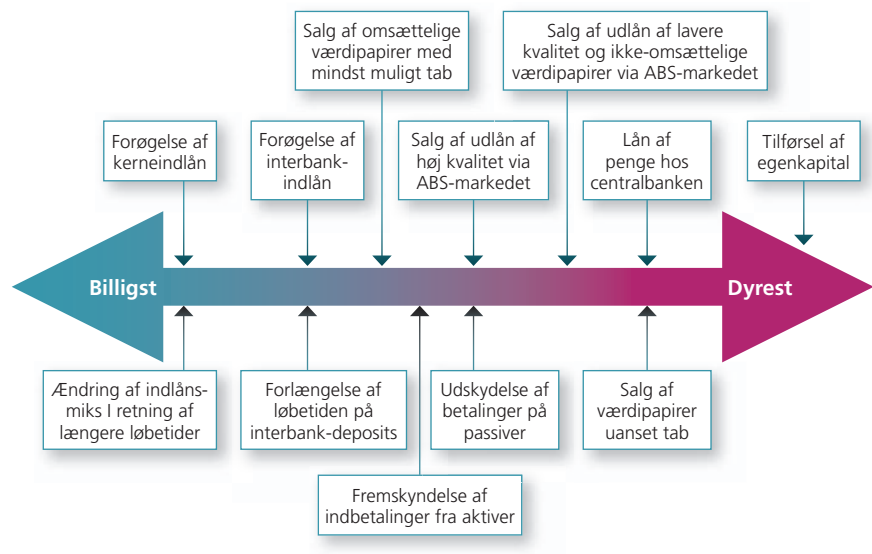 Salg af omsættelige
værdipapirer med
mindst muligt tab
Salg af udlån af lavere
kvalitet og ikke-omsættelige
værdipapirer via ABS-markedet
Forøgelse af
kerneindlån
Forøgelse af
interbank-
indlån
Salg af udlån af
høj kvalitet via
ABS-markedet
Lån af
penge hos
centralbanken
Tilførsel af
egenkapital
Billigst
Dyrest
Ændring af indlåns-
miks I retning af
længere løbetider
Forlængelse af
løbetiden på
interbank-deposits
Udskydelse af
betalinger på
passiver
Salg af
værdipapirer
uanset tab
Fremskyndelse af
indbetalinger fra aktiver